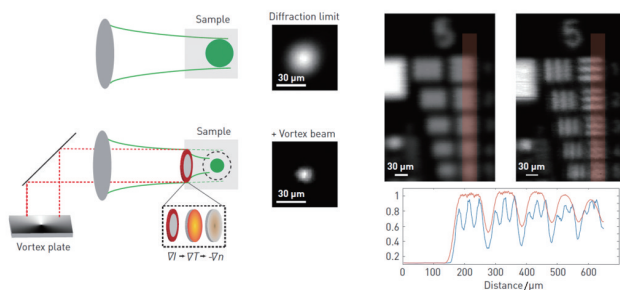 Sample
Diffraction limit
30 μm
Sample
+ Vortex beam
30 μm
Vortex plate
∇I → ∇T → -∇n
5
30 μm
5
30 μm
1
0.8
0.6
0.4
0.2
0 100 200 300 400 500 600
Distance/μm